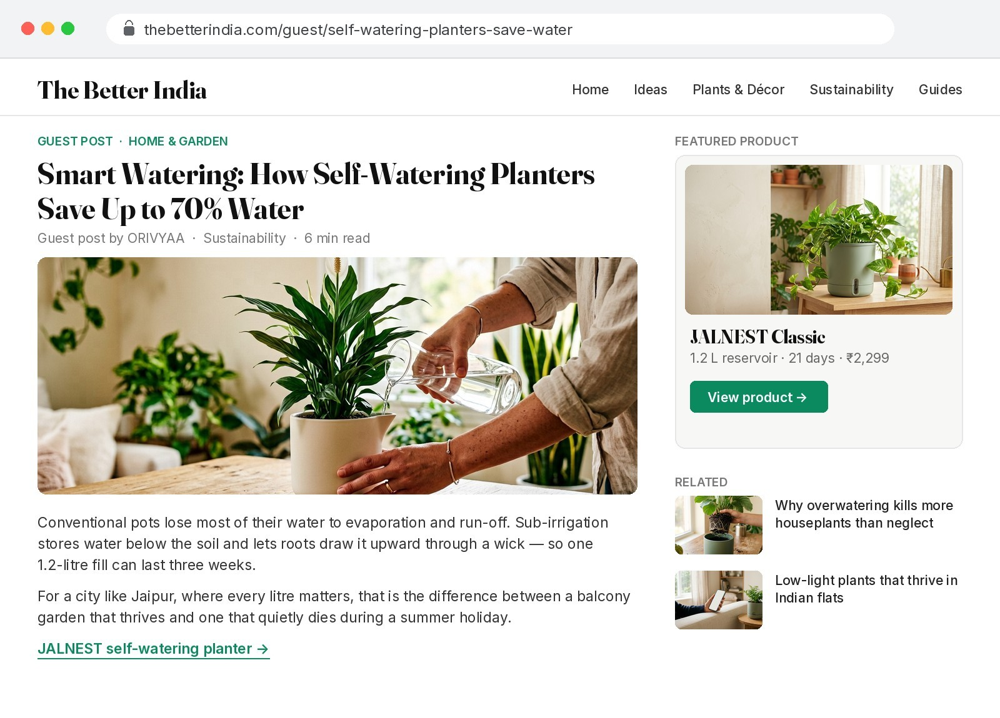 thebetterindia.com/guest/self-watering-planters-save-water
The Better India
Home
Ideas
Plants & Décor
Sustainability
Guides
GUEST POST · HOME & GARDEN
Smart Watering: How Self-Watering Planters
Save Up to 70% Water
Guest post by ORIVYAA · Sustainability · 6 min read
Conventional pots lose most of their water to evaporation and run-off. Sub-irrigation
stores water below the soil and lets roots draw it upward through a wick — so one
1.2-litre fill can last three weeks.
For a city like Jaipur, where every litre matters, that is the difference between a balcony
garden that thrives and one that quietly dies during a summer holiday.
JALNEST self-watering planter →
FEATURED PRODUCT
JALNEST Classic
1.2 L reservoir · 21 days · ₹2,299
View product →
RELATED
Why overwatering kills more
houseplants than neglect
Low-light plants that thrive in
Indian flats